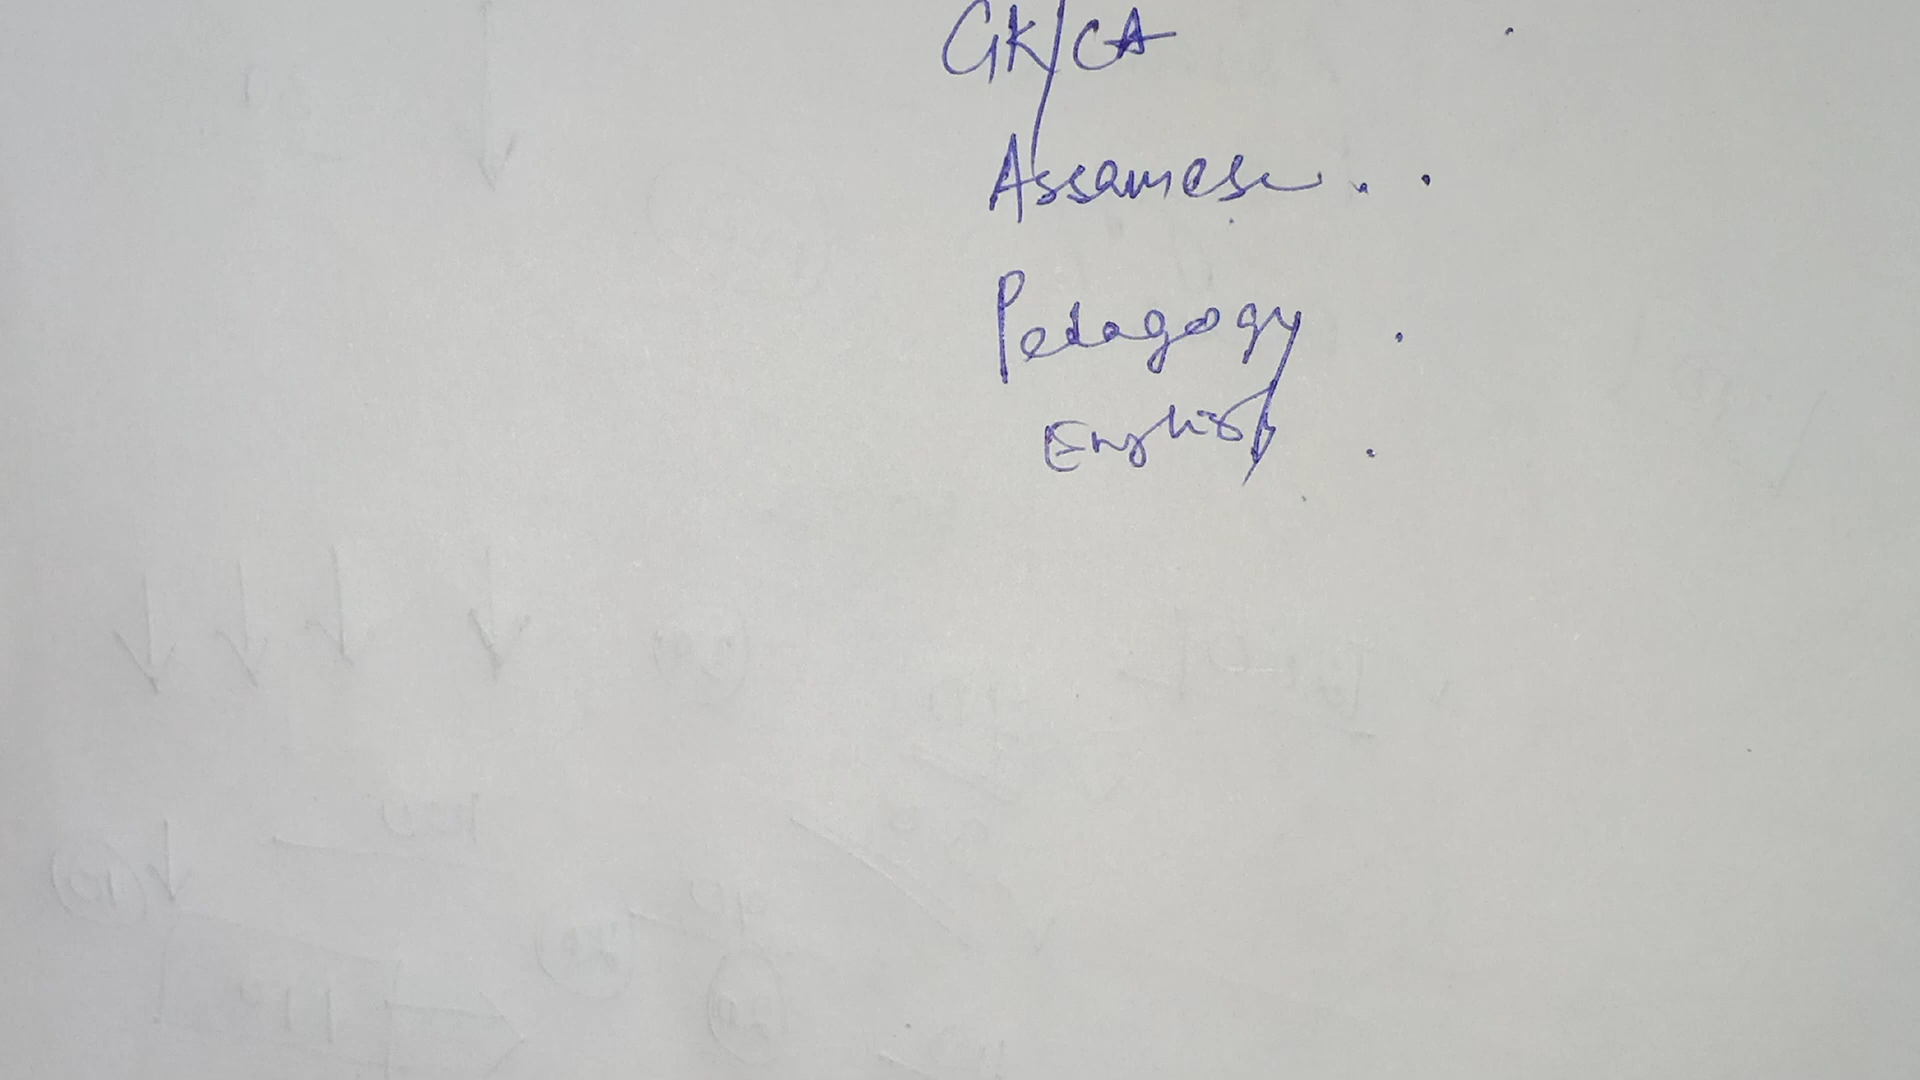 GK/CA
Assamese . .
Pedagogy .
English .